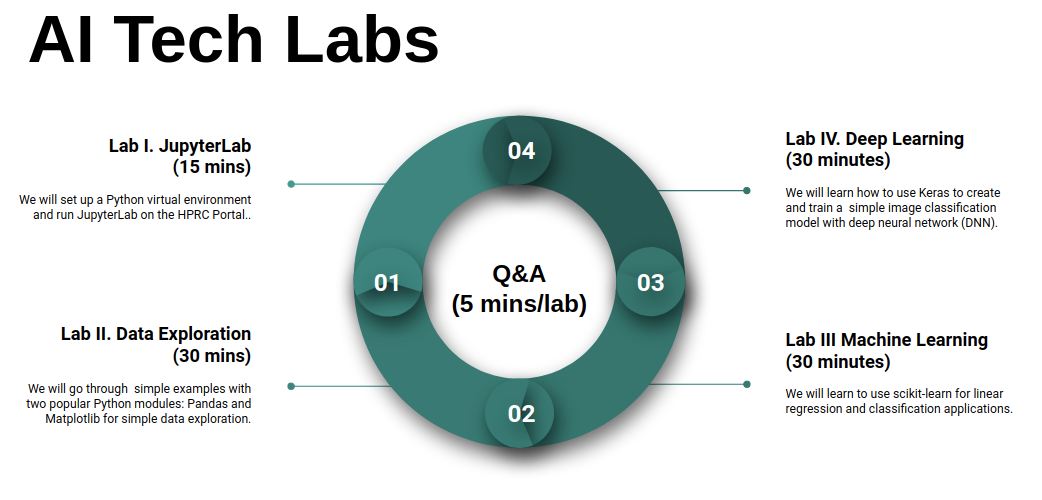 AI Tech Labs
Lab I. JupyterLab
(15 mins)
We will set up a Python virtual environment
and run JupyterLab on the HPRC Portal..
Lab II. Data Exploration
(30 mins)
We will go through  simple examples with
two popular Python modules: Pandas and
Matplotlib for simple data exploration.
01
02
03
04
Q&A
(5 mins/lab)
Lab IV. Deep Learning
(30 minutes)
We will learn how to use Keras to create
and train a  simple image classification
model with deep neural network (DNN).
Lab III Machine Learning
(30 minutes)
We will learn to use scikit-learn for linear
regression and classification applications.